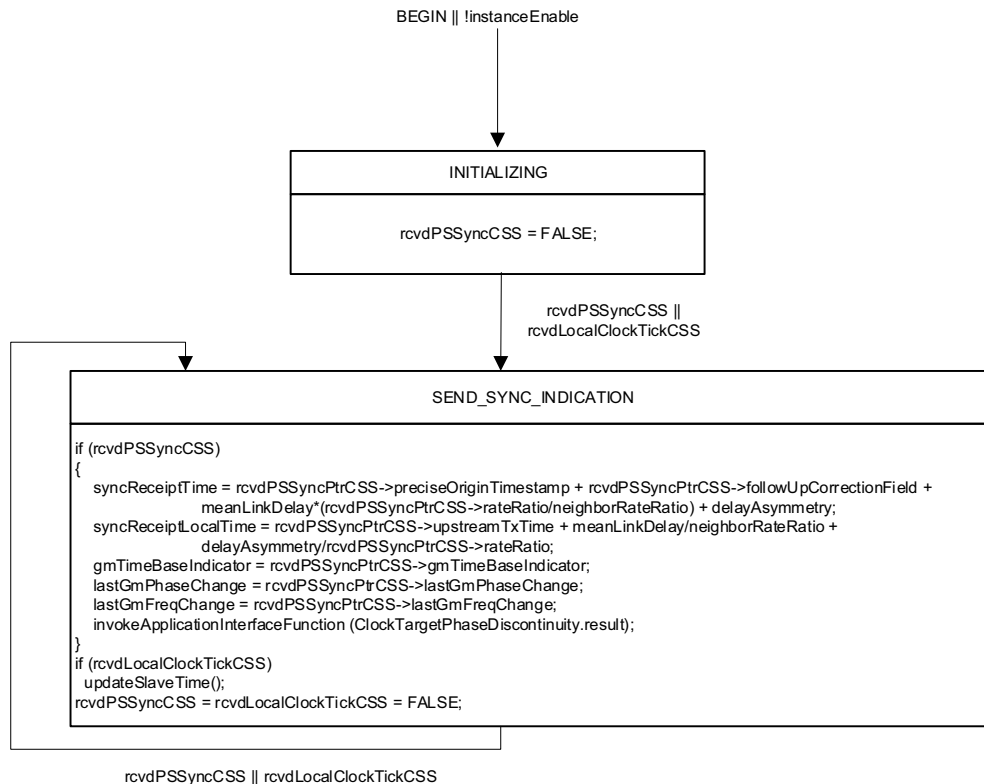 BEGIN || !instanceEnable
INITIALIZING
rcvdPSSyncCSS = FALSE;
rcvdPSSyncCSS ||
rcvdLocalClockTickCSS
SEND_SYNC_INDICATION
if (rcvdPSSyncCSS)
{
syncReceiptTime = rcvdPSSyncPtrCSS->preciseOriginTimestamp + rcvdPSSyncPtrCSS->followUpCorrectionField +
meanLinkDelay*(rcvdPSSyncPtrCSS->rateRatio/neighborRateRatio) + delayAsymmetry;
syncReceiptLocalTime = rcvdPSSyncPtrCSS->upstreamTxTime + meanLinkDelay/neighborRateRatio +
delayAsymmetry/rcvdPSSyncPtrCSS->rateRatio;
gmTimeBaseIndicator = rcvdPSSyncPtrCSS->gmTimeBaseIndicator;
lastGmPhaseChange = rcvdPSSyncPtrCSS->lastGmPhaseChange;
lastGmFreqChange = rcvdPSSyncPtrCSS->lastGmFreqChange;
invokeApplicationInterfaceFunction (ClockTargetPhaseDiscontinuity.result);
}
if (rcvdLocalClockTickCSS)
updateSlaveTime();
rcvdPSSyncCSS = rcvdLocalClockTickCSS = FALSE;
rcvdPSSyncCSS || rcvdLocalClockTickCSS